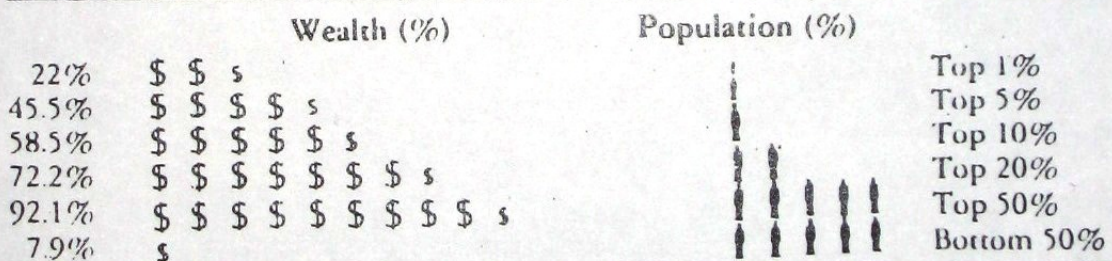 Wealth (%) Population (%)
22% $ $ $ Top 1%
45.5% $ $ $ $ $ Top 5%
58.5% $ $ $ $ $ $ Top 10%
72.2% $ $ $ $ $ $ $ $ Top 20%
92.1% $ $ $ $ $ $ $ $ $ $ Top 50%
7.9% $ Bottom 50%